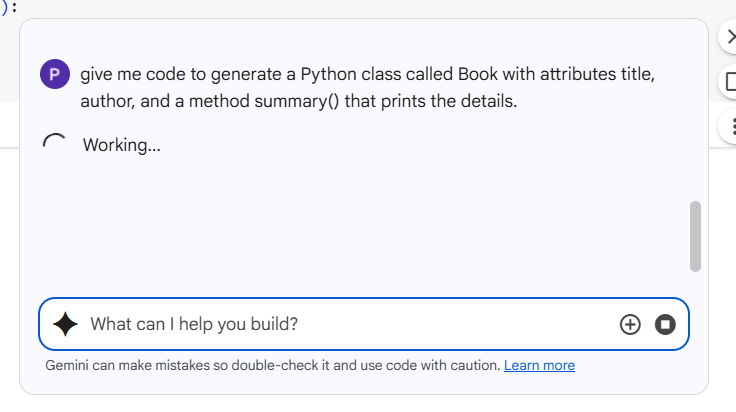 ):
P
give me code to generate a Python class called Book with attributes title,
author, and a method summary() that prints the details.
Working...
What can I help you build?
Gemini can make mistakes so double-check it and use code with caution. Learn more